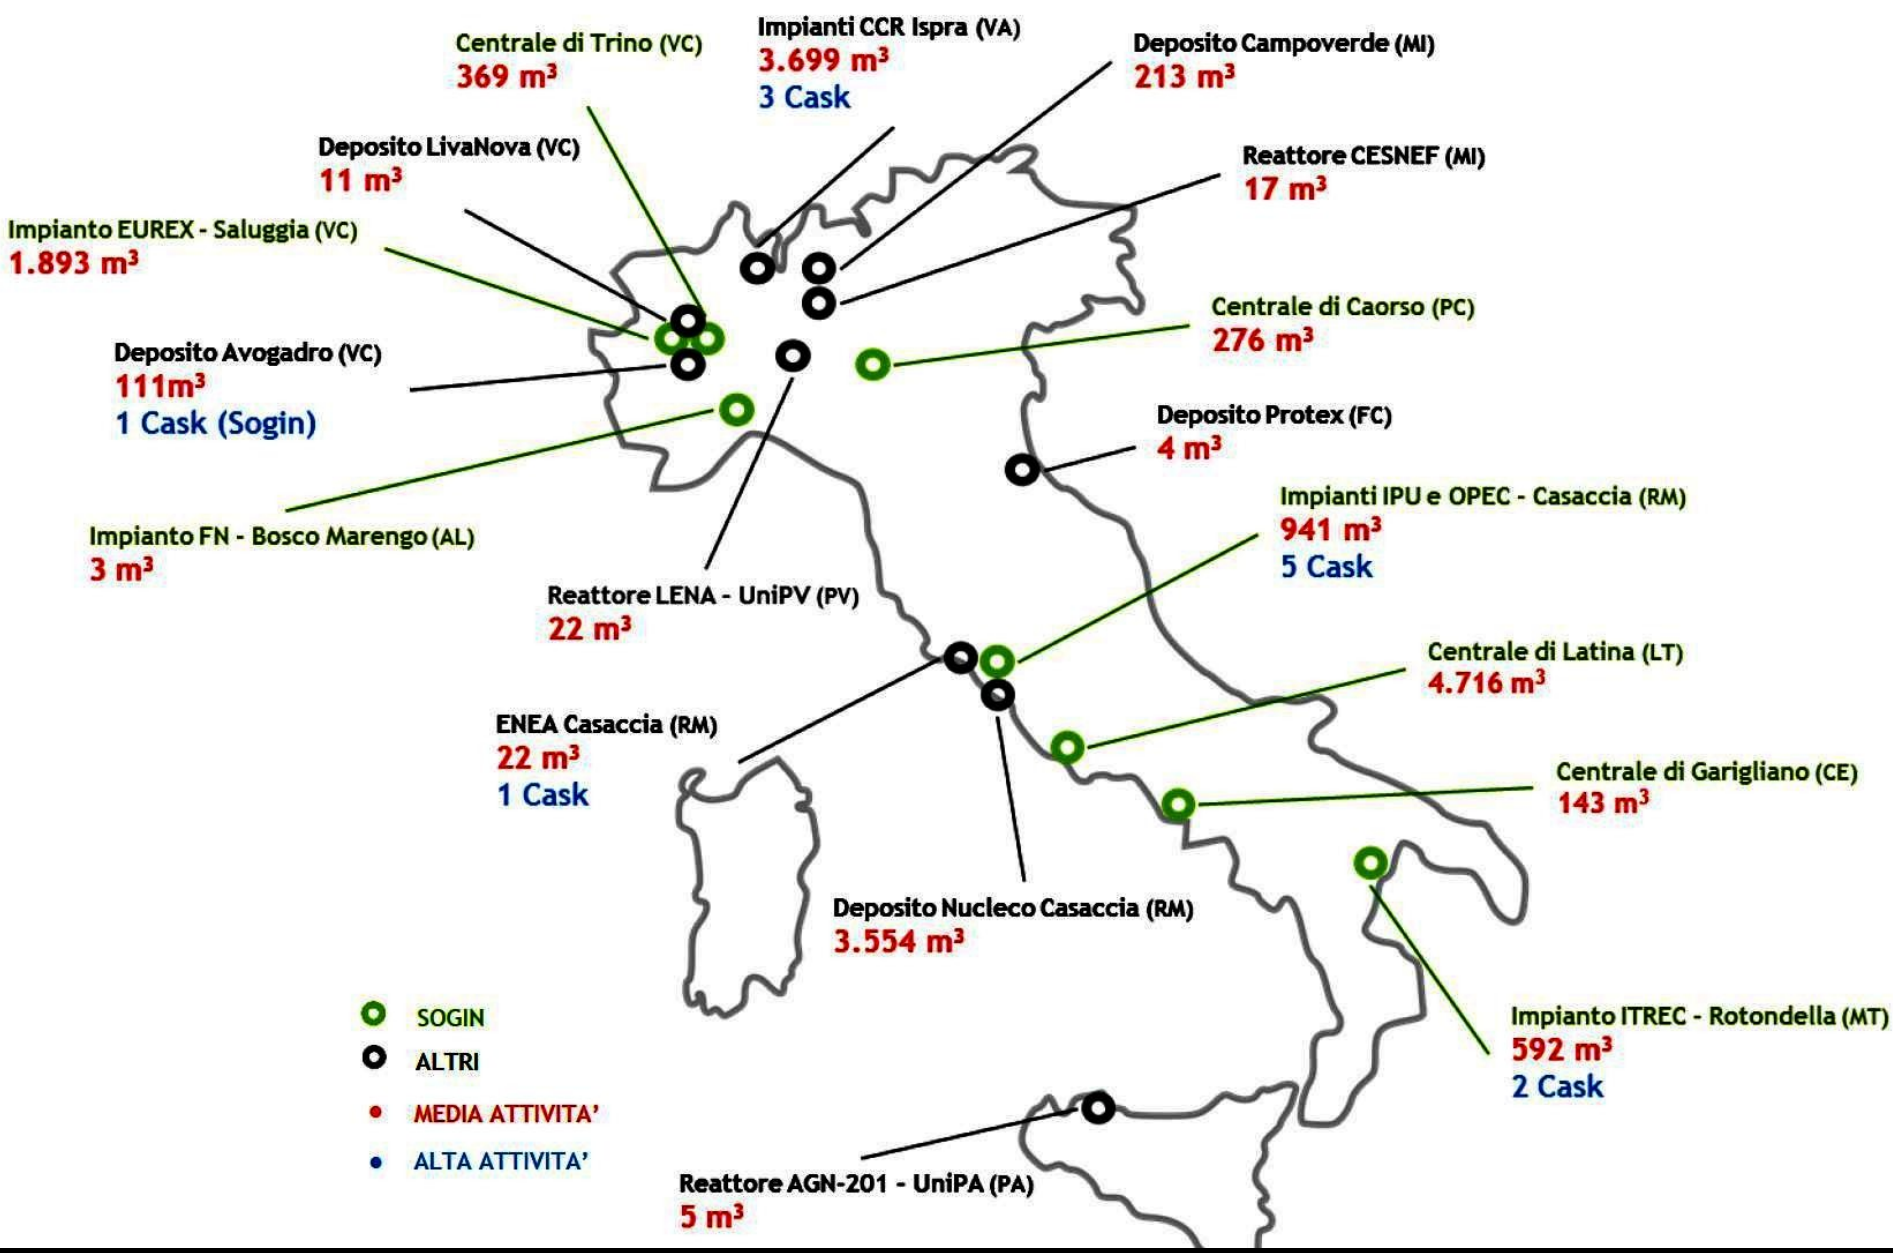 Centrale di Trino (VC)
369 m³
Impianti CCR Ispra (VA)
3.699 m³
3 Cask
Deposito Campoverde (MI)
213 m³
Deposito LivaNova (VC)
11 m³
Reattore CESNEF (MI)
17 m³
Impianto EUREX - Saluggia (VC)
1.893 m³
Centrale di Caorso (PC)
276 m³
Deposito Avogadro (VC)
111m³
1 Cask (Sogin)
Deposito Protex (FC)
4 m³
Impianto FN - Bosco Marengo (AL)
3 m³
Impianti IPU e OPEC - Casaccia (RM)
941 m³
5 Cask
Reattore LENA - UniPV (PV)
22 m³
Centrale di Latina (LT)
4.716 m³
ENEA Casaccia (RM)
22 m³
1 Cask
Centrale di Garigliano (CE)
143 m³
Deposito Nucleco Casaccia (RM)
3.554 m³
Impianto ITREC - Rotondella (MT)
592 m³
2 Cask
SOGIN
ALTRI
MEDIA ATTIVITA’
ALTA ATTIVITA’
Reattore AGN-201 - UniPA (PA)
5 m³